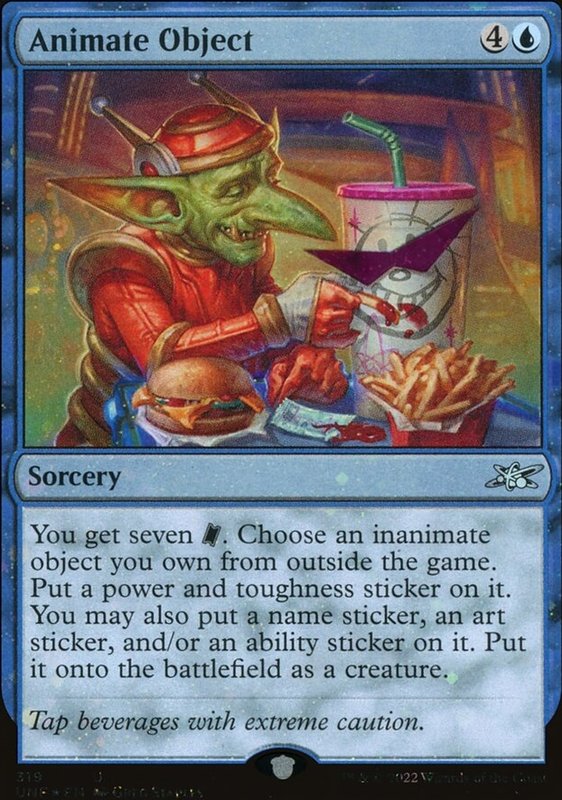 Animate Object 4
Sorcery
You get seven . Choose an inanimate
object you own from outside the game.
Put a power and toughness sticker on it.
You may also put a name sticker, an art
sticker, and/or an ability sticker on it. Put
it onto the battlefield as a creature.
Tap beverages with extreme caution.
319 U
UNF EN
2022 Wizards of the Coast